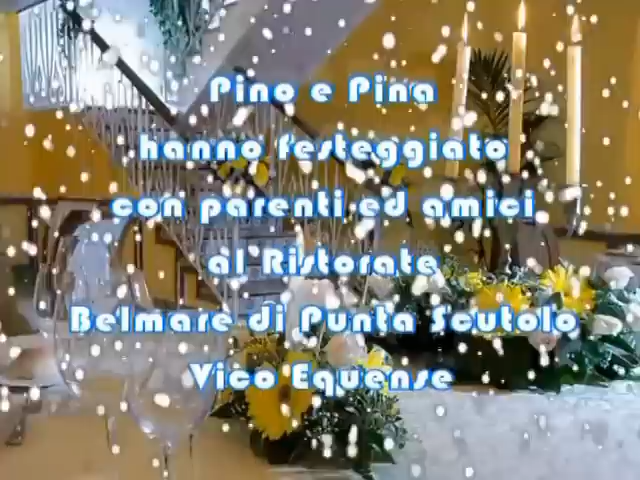 Pino e Pina
hanno festeggiato
con parenti ed amici
al Ristorate
Belmare di Punta Scutolo
Vico Equense